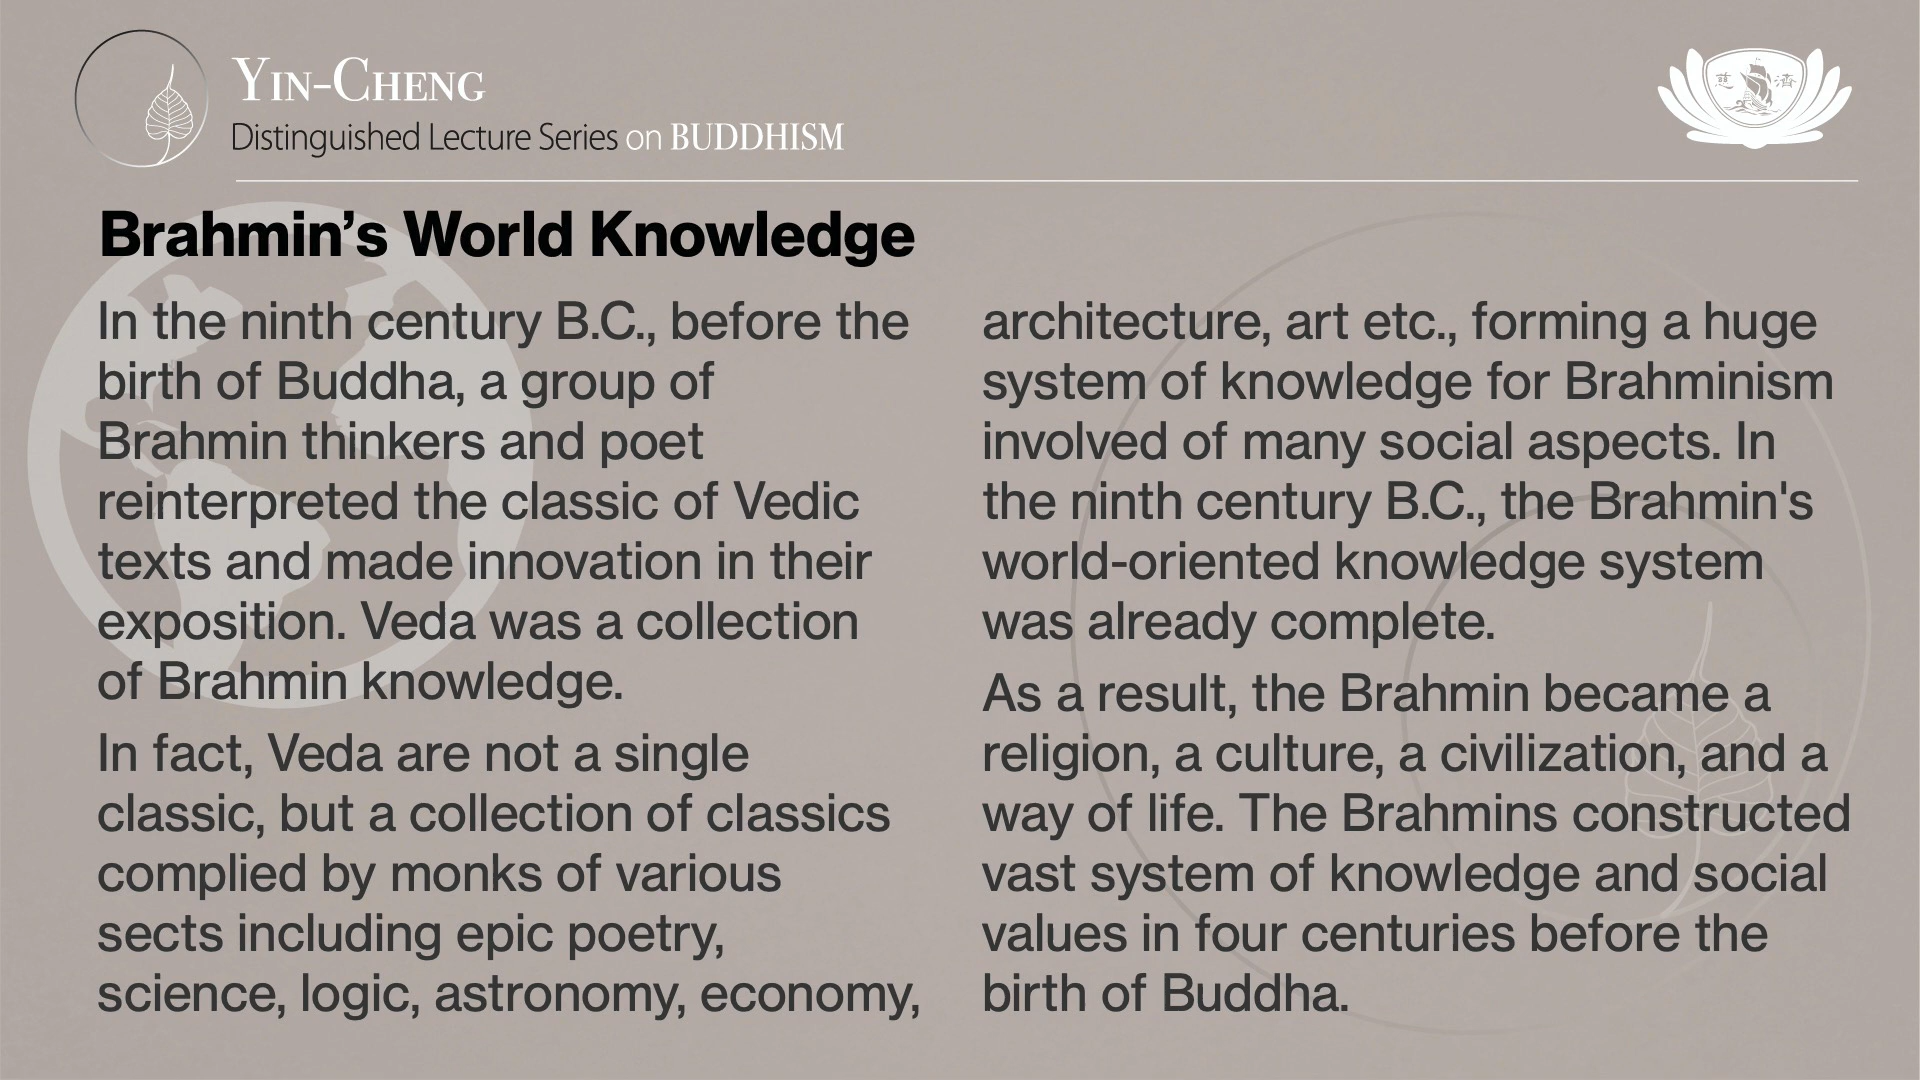 YIN-CHENG
Distinguished Lecture Series on BUDDHISM
慈 濟
Brahmin’s World Knowledge
In the ninth century B.C., before the
birth of Buddha, a group of
Brahmin thinkers and poet
reinterpreted the classic of Vedic
texts and made innovation in their
exposition. Veda was a collection
of Brahmin knowledge.
In fact, Veda are not a single
classic, but a collection of classics
complied by monks of various
sects including epic poetry,
science, logic, astronomy, economy,
architecture, art etc., forming a huge
system of knowledge for Brahminism
involved of many social aspects. In
the ninth century B.C., the Brahmin's
world-oriented knowledge system
was already complete.
As a result, the Brahmin became a
religion, a culture, a civilization, and a
way of life. The Brahmins constructed
vast system of knowledge and social
values in four centuries before the
birth of Buddha.